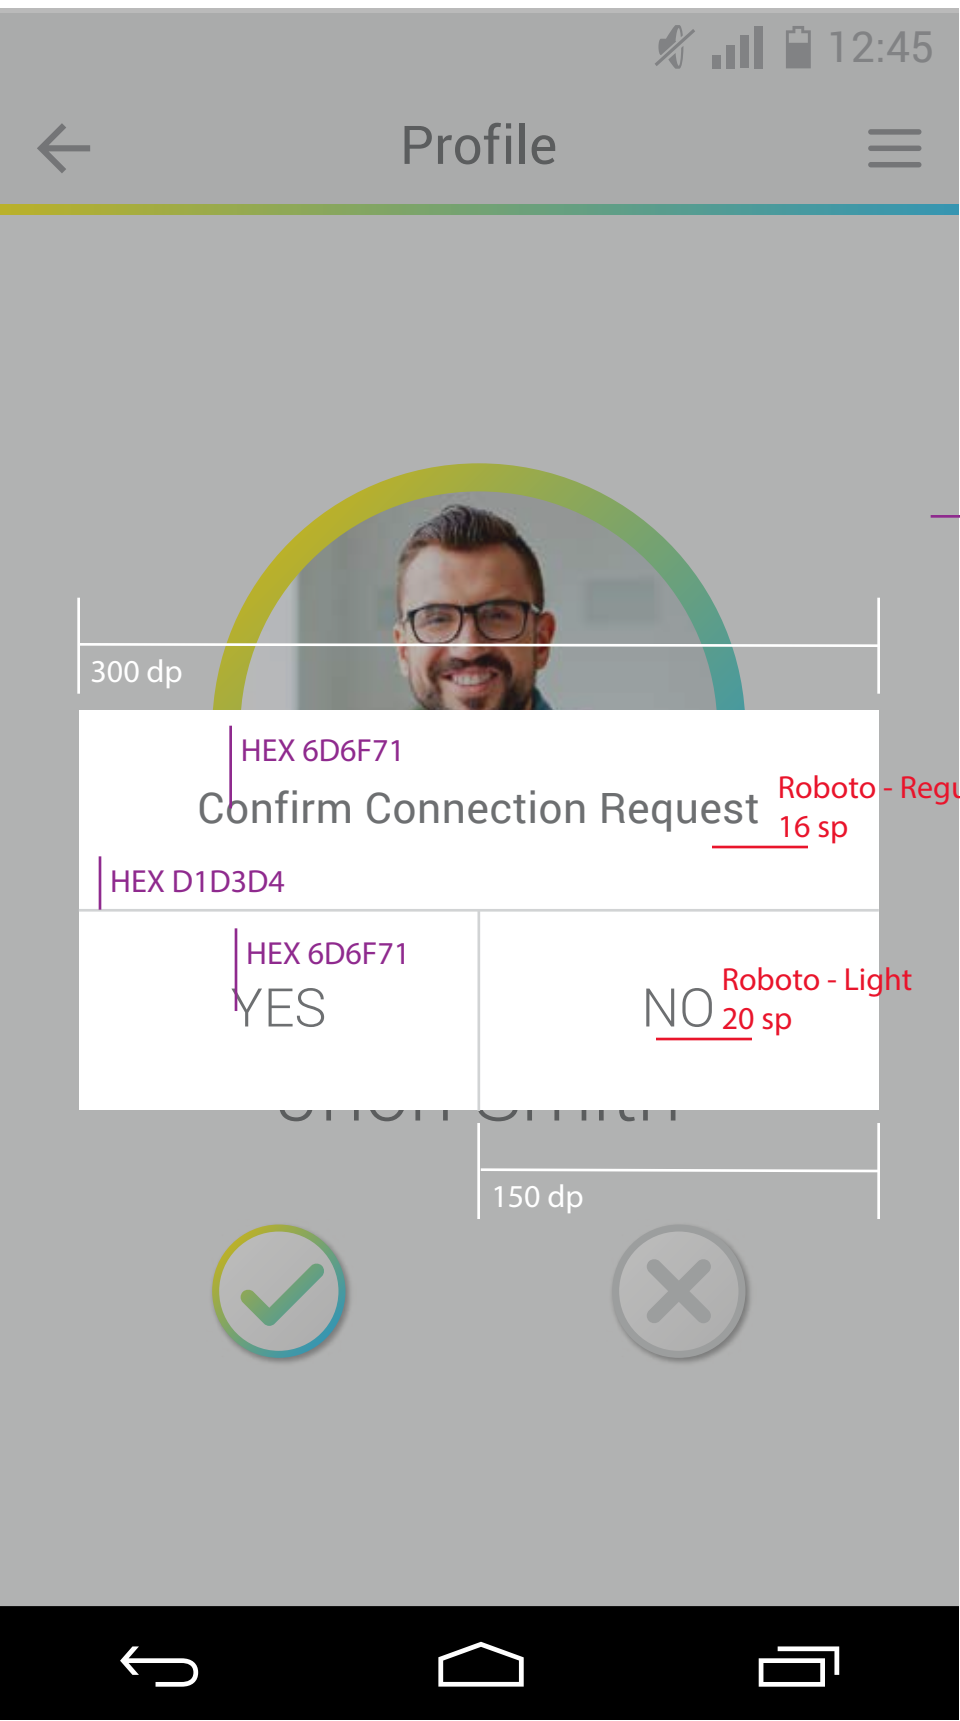 12:45
Profile
300 dp
HEX 6D6F71
Roboto - Regu
Confirm Connection Request
16 sp
HEX D1D3D4
HEX 6D6F71
Roboto - Light
YES
NO
20 sp
Smith
150 dp